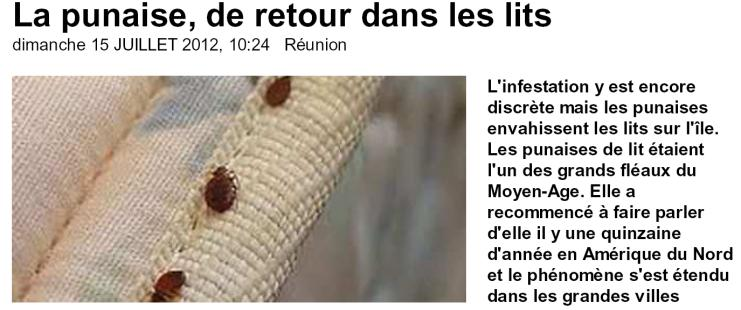 La punaise, de retour dans les lits
dimanche 15 JUILLET 2012, 10:24 Réunion
L'infestation y est encore
discrète mais les punaises
envahissent les lits sur l'île.
Les punaises de lit étaient
l'un des grands fléaux du
Moyen-Age. Elle a
recommencé à faire parler
d'elle il y une quinzaine
d'année en Amérique du Nord
et le phénomène s'est étendu
dans les grandes villes